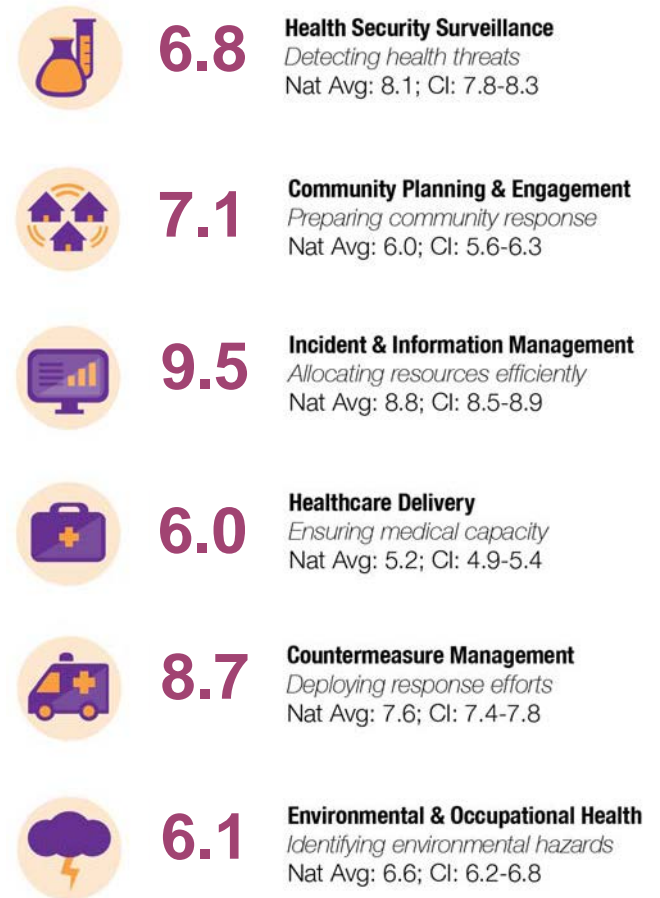 6.8
Health Security Surveillance
Detecting health threats
Nat Avg: 8.1; CI: 7.8-8.3
7.1
Community Planning & Engagement
Preparing community response
Nat Avg: 6.0; CI: 5.6-6.3
9.5
Incident & Information Management
Allocating resources efficiently
Nat Avg: 8.8; CI: 8.5-8.9
6.0
Healthcare Delivery
Ensuring medical capacity
Nat Avg: 5.2; CI: 4.9-5.4
8.7
Countermeasure Management
Deploying response efforts
Nat Avg: 7.6; CI: 7.4-7.8
6.1
Environmental & Occupational Health
Identifying environmental hazards
Nat Avg: 6.6; CI: 6.2-6.8